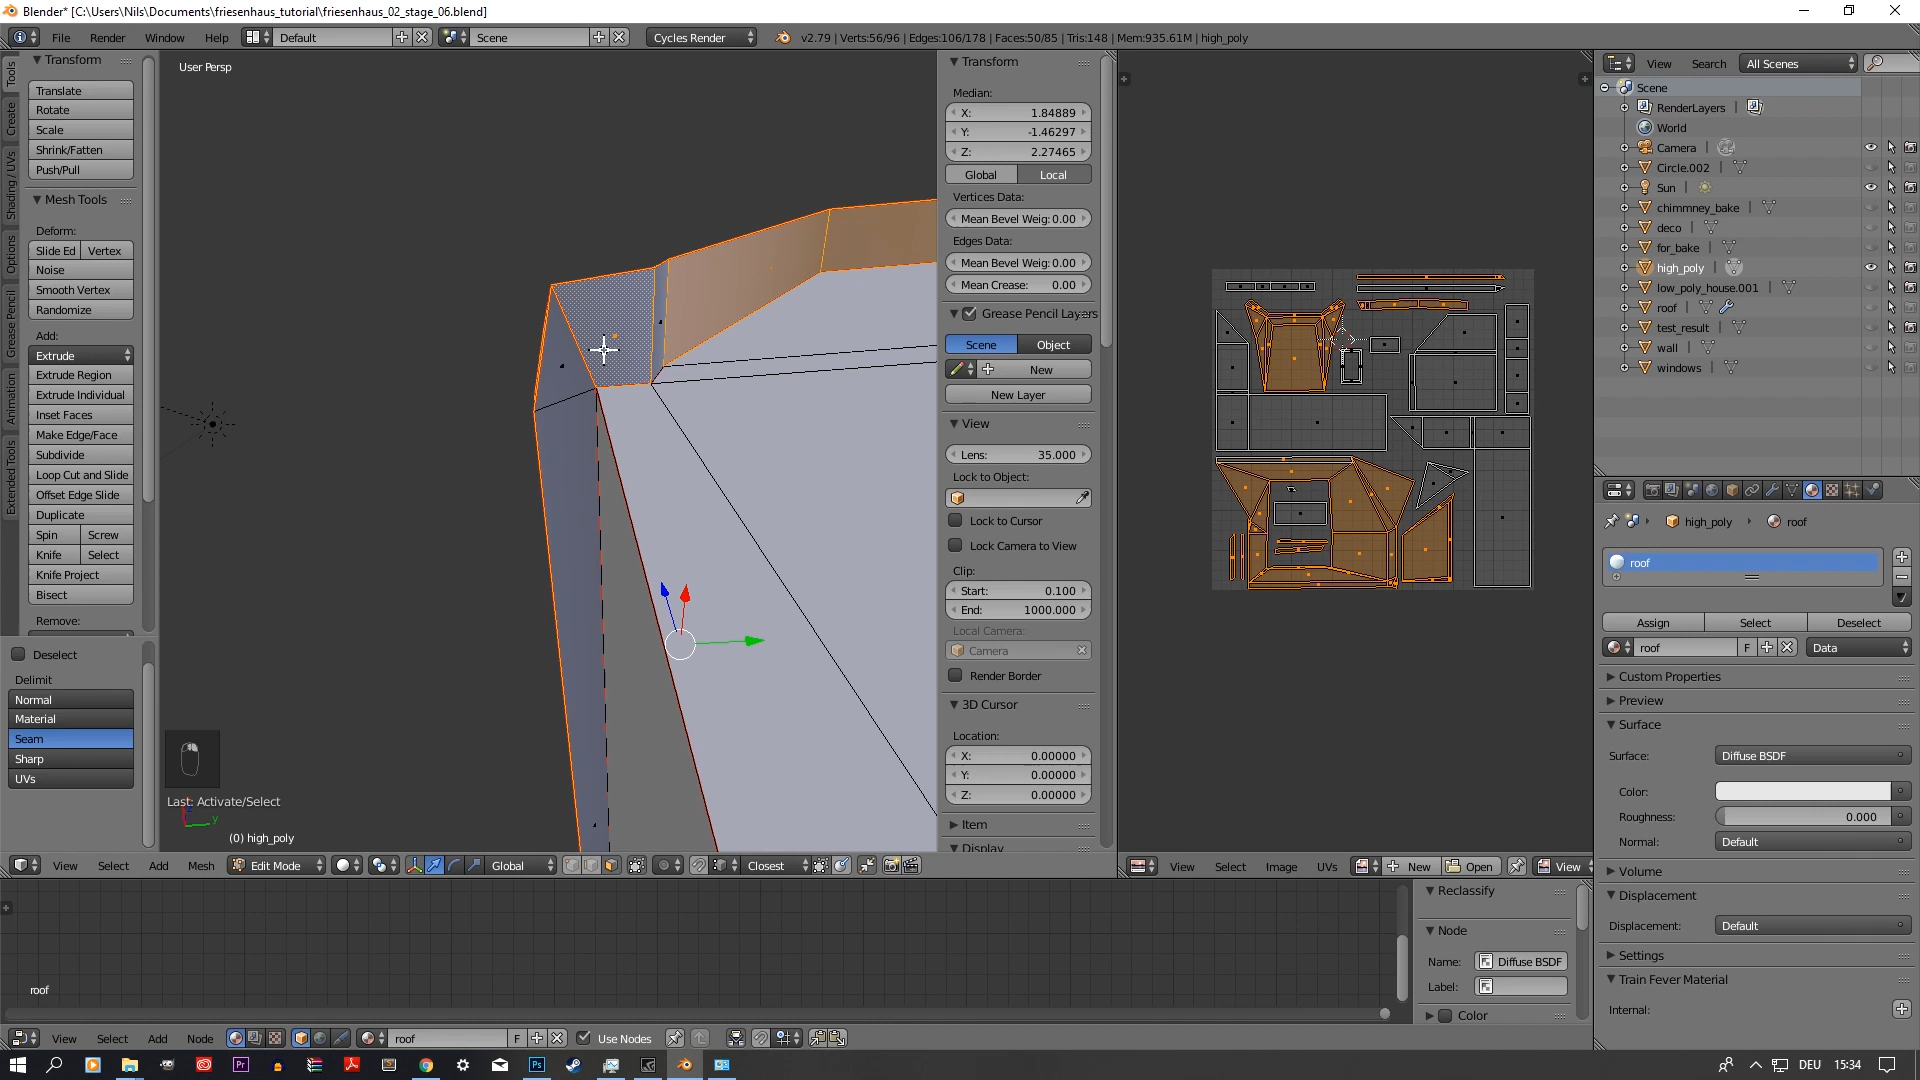 Blender* [C:\Users\Nils\Documents\friesenhaus_tutorial\friesenhaus_02_stage_06.blend]
File Render Window Help Default Scene Cycles Render v2.79 | Verts:56/96 | Edges:106/178 | Faces:50/85 | Tris:148 | Mem:935.61M | high_poly
Tools
Create
Shading / UVs
Options
Grease Pencil
Animation
Extended Tools
Transform
Translate
Rotate
Scale
Shrink/Fatten
Push/Pull
Mesh Tools
Deform:
Slide Ed Vertex
Noise
Smooth Vertex
Randomize
Add:
Extrude
Extrude Region
Extrude Individual
Inset Faces
Make Edge/Face
Subdivide
Loop Cut and Slide
Offset Edge Slide
Duplicate
Spin Screw
Knife Select
Knife Project
Bisect
Remove:
Deselect
Delimit
Normal
Material
Seam
Sharp
UVs
User Persp
Last: Activate/Select
y
(0) high_poly
Transform
Median:
X: 1.84889
Y: -1.46297
Z: 2.27465
Global Local
Vertices Data:
Mean Bevel Weig: 0.00
Edges Data:
Mean Bevel Weig: 0.00
Mean Crease: 0.00
Grease Pencil Layers
Scene Object
New
New Layer
View
Lens: 35.000
Lock to Object:
Lock to Cursor
Lock Camera to View
Clip:
Start: 0.100
End: 1000.000
Local Camera:
Camera
Render Border
3D Cursor
Location:
X: 0.00000
Y: 0.00000
Z: 0.00000
Item
Display
View Select Add Mesh Edit Mode Global Closest
View Select Image UVs New Open View
View Search All Scenes
Scene
RenderLayers
World
Camera
Circle.002
Sun
chimmney_bake
deco
for_bake
high_poly
low_poly_house.001
roof
test_result
wall
windows
high_poly roof
roof
Assign Select Deselect
roof F Data
Custom Properties
Preview
Surface
Surface: Diffuse BSDF
Color:
Roughness: 0.000
Normal: Default
Volume
Displacement
Displacement: Default
Settings
Train Fever Material
Internal:
roof
Reclassify
Node
Name: Diffuse BSDF
Label:
Color
View Select Add Node roof F Use Nodes
DEU 15:34